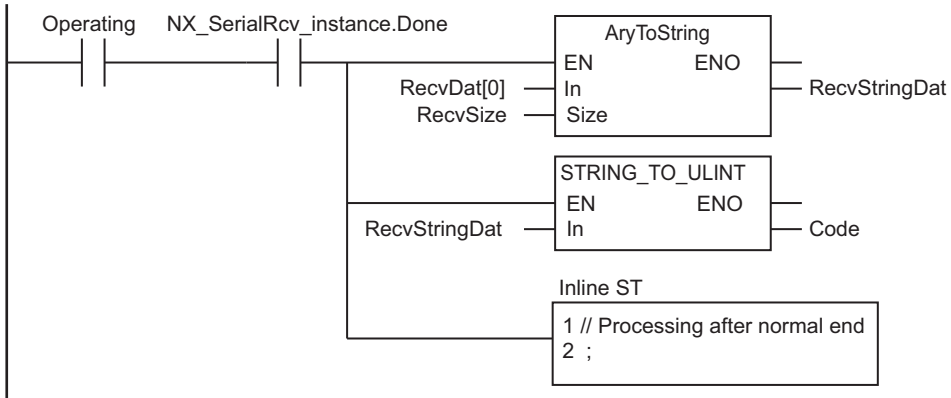 Operating NX_SerialRcv_instance.Done
AryToString
EN ENO
RecvDat[0] In RecvStringDat
RecvSize Size
STRING_TO_ULINT
EN ENO
RecvStringDat In Code
Inline ST
1 // Processing after normal end
2 ;